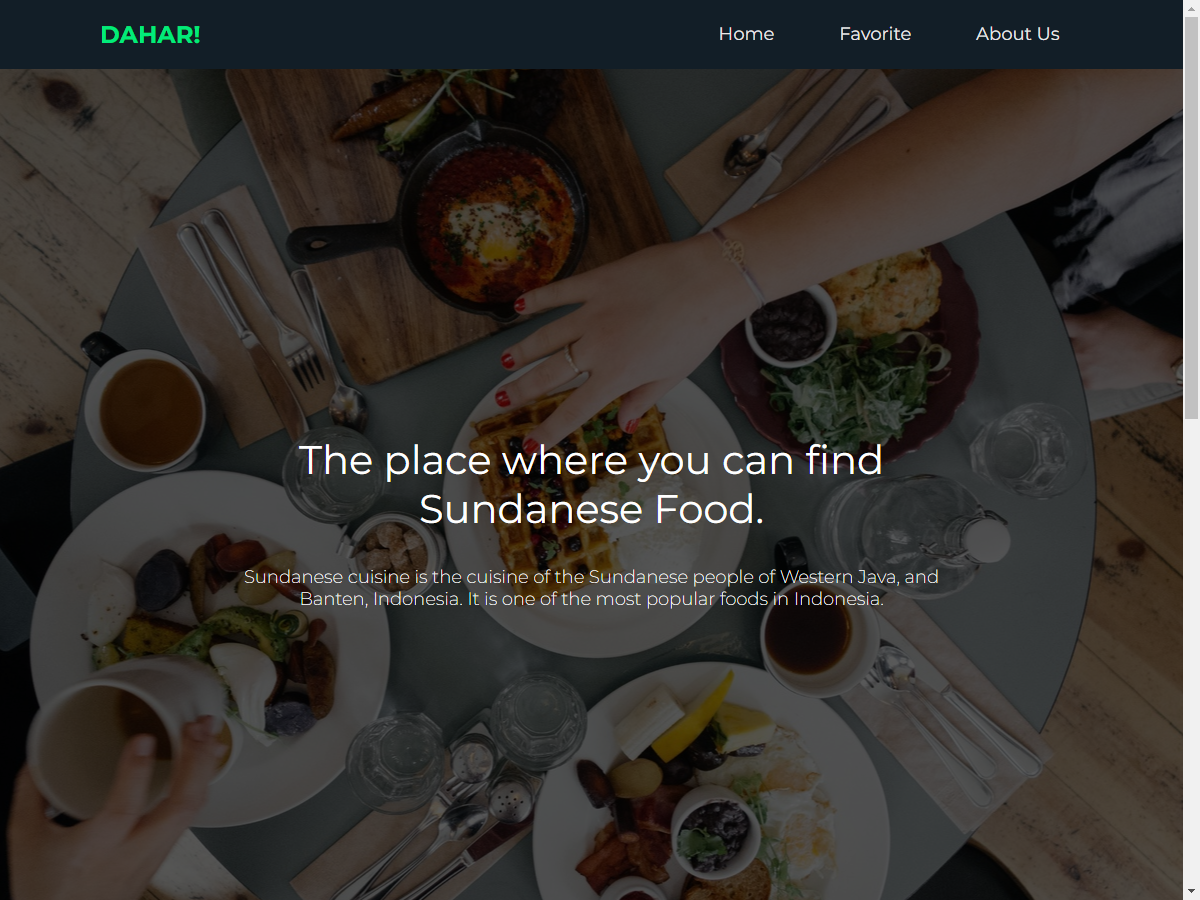 DAHAR!
Home Favorite About Us
The place where you can find
Sundanese Food.
Sundanese cuisine is the cuisine of the Sundanese people of Western Java, and
Banten, Indonesia. It is one of the most popular foods in Indonesia.